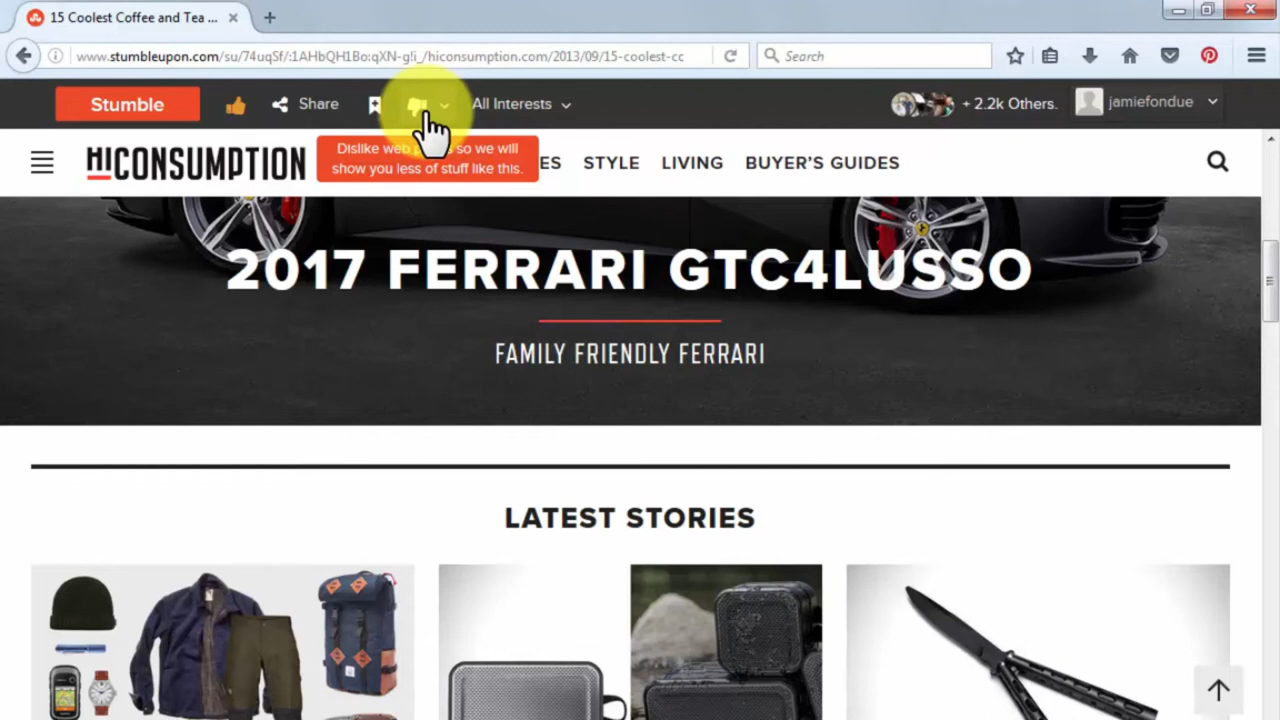 15 Coolest Coffee and Tea ...
www.stumbleupon.com/su/74uqSf/:1AHbQH1Bo:qXN-gli_/hiconsumption.com/2013/09/15-coolest-cc
Search
Stumble
Share
All Interests
+ 2.2k Others.
jamiefondue
Dislike web so we will
show you less of stuff like this.
HICONSUMPTION
ES STYLE LIVING BUYER'S GUIDES
2017 FERRARI GTC4LUSSO
FAMILY FRIENDLY FERRARI
LATEST STORIES